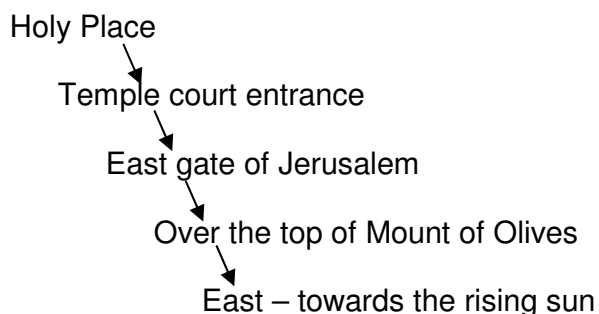 Holy Place
Temple court entrance
East gate of Jerusalem
Over the top of Mount of Olives
East – towards the rising sun